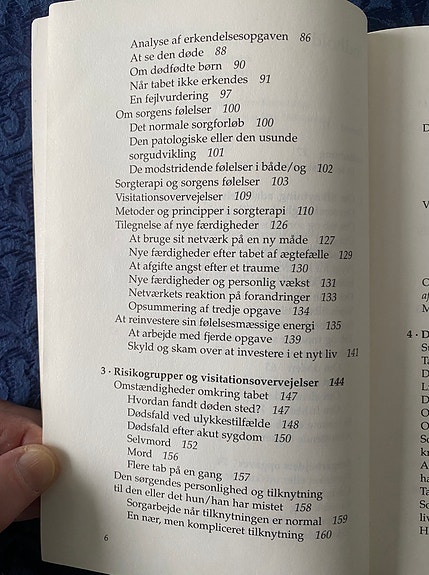 Analyse af erkendelsesopgaven 86
At se den døde 88
Om dødfødte børn 90
Når tabet ikke erkendes 91
En fejlvurdering 97
Om sorgens følelser 100
Det normale sorgforløb 100
Den patologiske eller den usunde
sorgudvikling 101
De modstridende følelser i både/og 102
Sorgterapi og sorgens følelser 103
Visitationsovervejelser 109
Metoder og principper i sorgterapi 110
Tilegnelse af nye færdigheder 126
At bruge sit netværk på en ny måde 127
Nye færdigheder efter tabet af ægtefælle 129
At afgifte angst efter et traume 130
Nye færdigheder og personlig vækst 131
Netværkets reaktion på forandringer 133
Opsummering af tredje opgave 134
At reinvestere sin følelsesmæssige energi 135
At arbejde med fjerde opgave 139
Skyld og skam over at investere i et nyt liv 141
3 · Risikogrupper og visitationsovervejelser 144
Omstændigheder omkring tabet 147
Hvordan fandt døden sted? 147
Dødsfald ved ulykkestilfælde 148
Dødsfald efter akut sygdom 150
Selvmord 152
Mord 156
Flere tab på en gang 157
Den sørgendes personlighed og tilknytning
til den eller det hun/han har mistet 158
Sorgarbejde når tilknytningen er normal 159
En nær, men kompliceret tilknytning 160
6